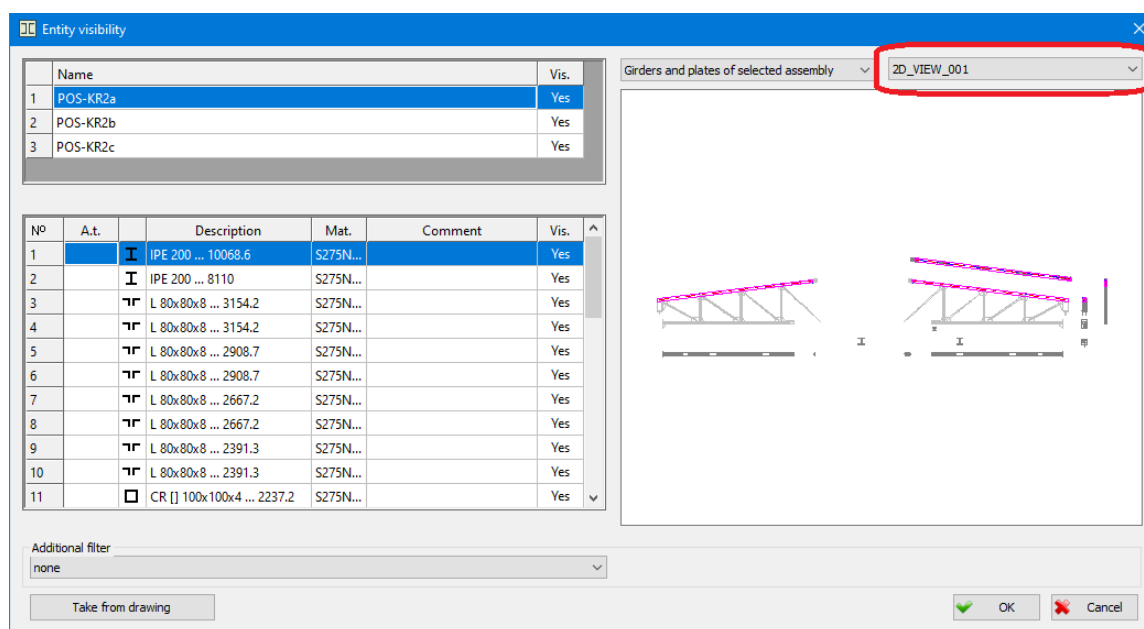 Entity visibility
Name Vis.
1 POS-KR2a Yes
2 POS-KR2b Yes
3 POS-KR2c Yes
Girders and plates of selected assembly
2D_VIEW_001
Nº A.t. Description Mat. Comment Vis.
1 IPE 200 ... 10068.6 S275N... Yes
2 IPE 200 ... 8110 S275N... Yes
3 L 80x80x8 ... 3154.2 S275N... Yes
4 L 80x80x8 ... 3154.2 S275N... Yes
5 L 80x80x8 ... 2908.7 S275N... Yes
6 L 80x80x8 ... 2908.7 S275N... Yes
7 L 80x80x8 ... 2667.2 S275N... Yes
8 L 80x80x8 ... 2667.2 S275N... Yes
9 L 80x80x8 ... 2391.3 S275N... Yes
10 L 80x80x8 ... 2391.3 S275N... Yes
11 CR [] 100x100x4 ... 2237.2 S275N... Yes
Additional filter
none
Take from drawing
OK
Cancel